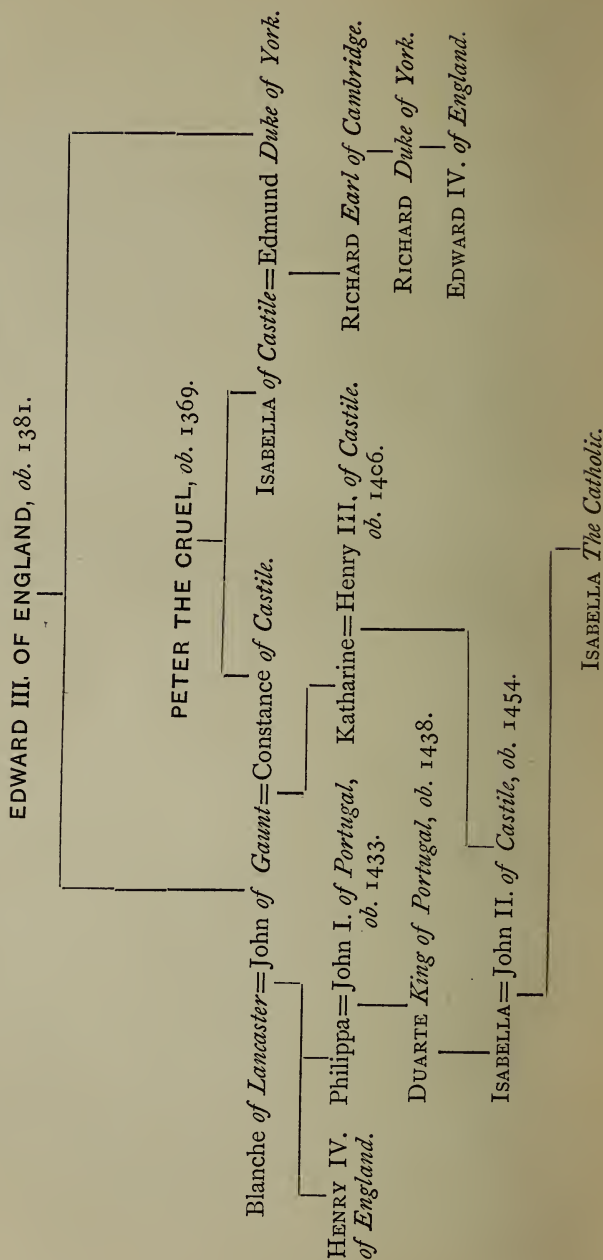 EDWARD III. OF ENGLAND, ob. 1381.
PETER THE CRUEL, ob. 1369.
Blanche of Lancaster=John of Gaunt=Constance of Castile.
ISABELLA of Castile=Edmund Duke of York.
HENRY IV.
of England.
Philippa=John I. of Portugal,
ob. 1433.
Katharine=Henry III. of Castile.
ob. 1406.
RICHARD Earl of Cambridge.
DUARTE King of Portugal, ob. 1438.
RICHARD Duke of York.
ISABELLA=John II. of Castile, ob. 1454.
EDWARD IV. of England.
ISABELLA The Catholic.